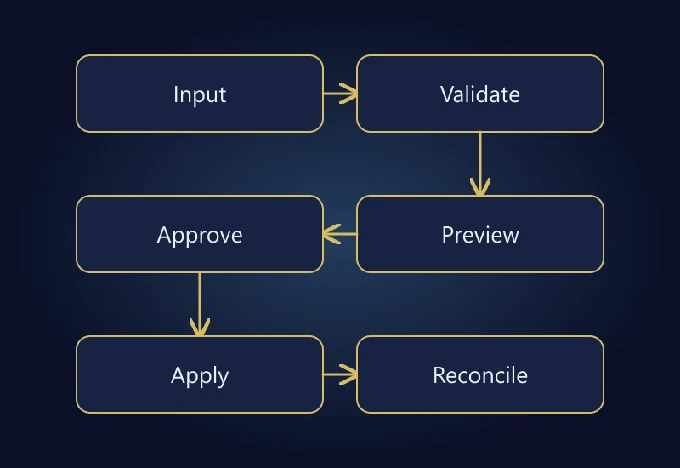 Input
Validate
Preview
Approve
Apply
Reconcile